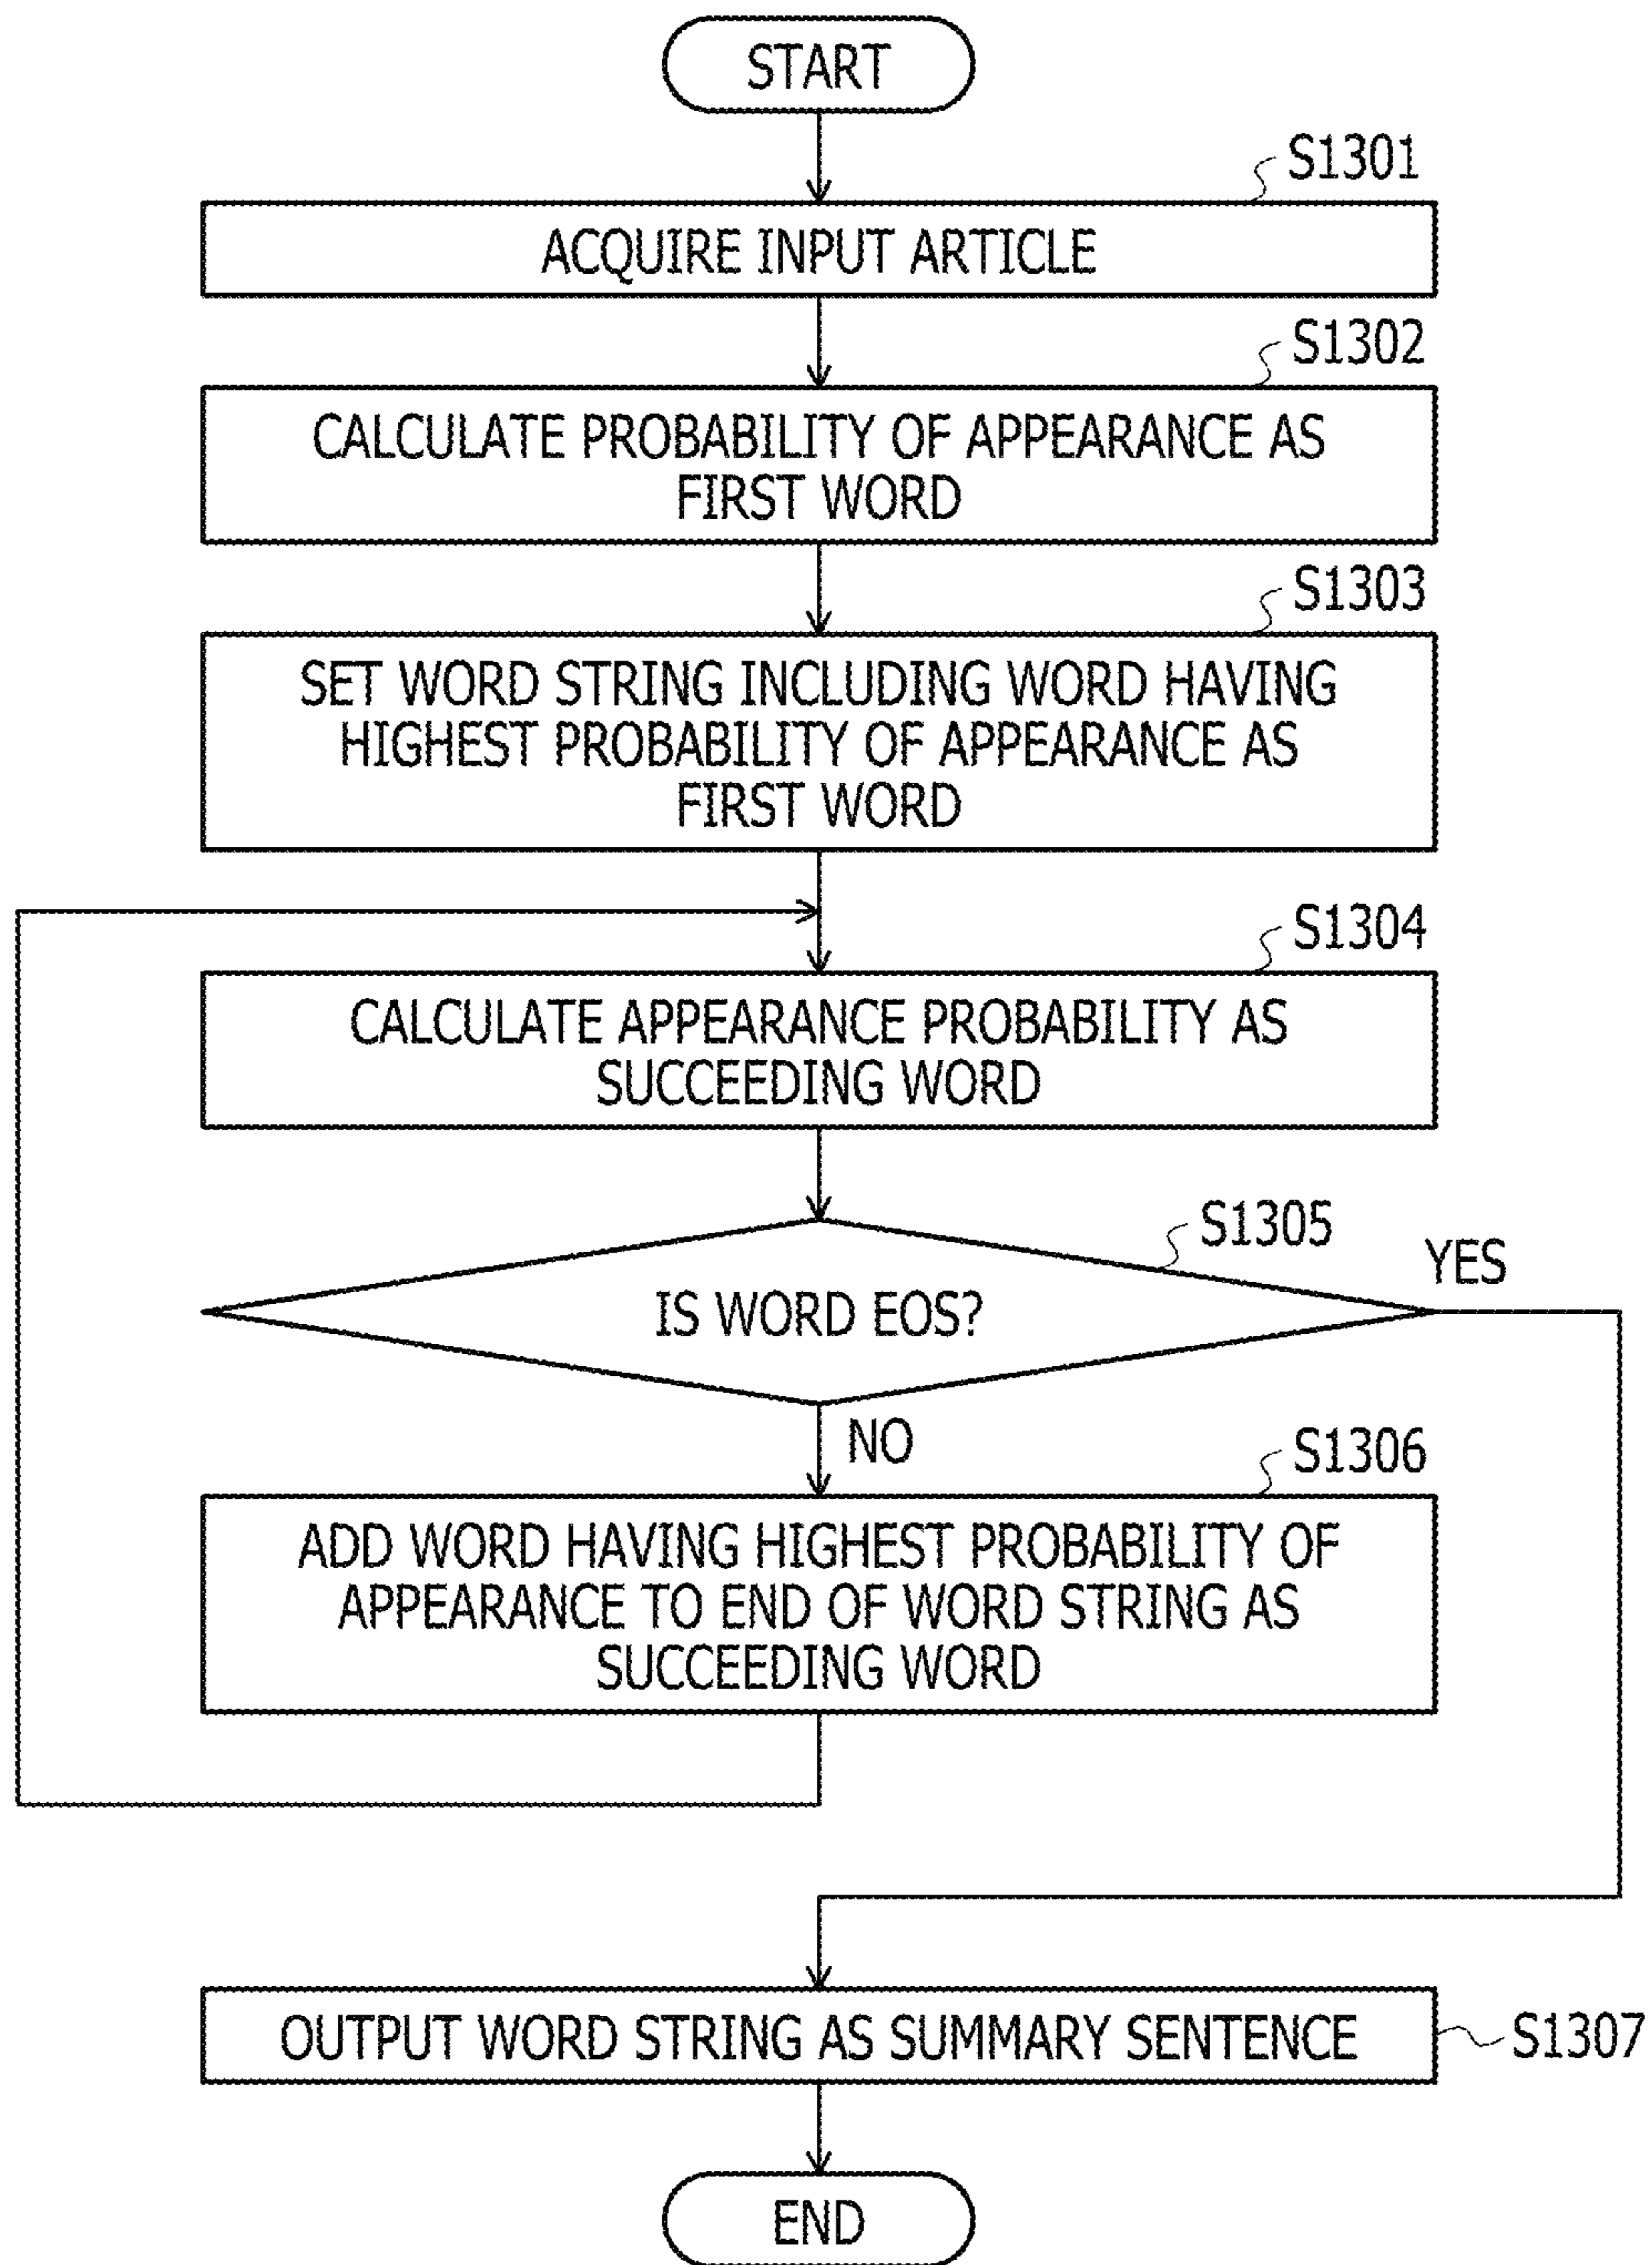 START
S1301
ACQUIRE INPUT ARTICLE
S1302
CALCULATE PROBABILITY OF APPEARANCE AS
FIRST WORD
S1303
SET WORD STRING INCLUDING WORD HAVING
HIGHEST PROBABILITY OF APPEARANCE AS
FIRST WORD
S1304
CALCULATE APPEARANCE PROBABILITY AS
SUCCEEDING WORD
S1305
YES
IS WORD EOS?
NO
S1306
ADD WORD HAVING HIGHEST PROBABILITY OF
APPEARANCE TO END OF WORD STRING AS
SUCCEEDING WORD
OUTPUT WORD STRING AS SUMMARY SENTENCE
S1307
END